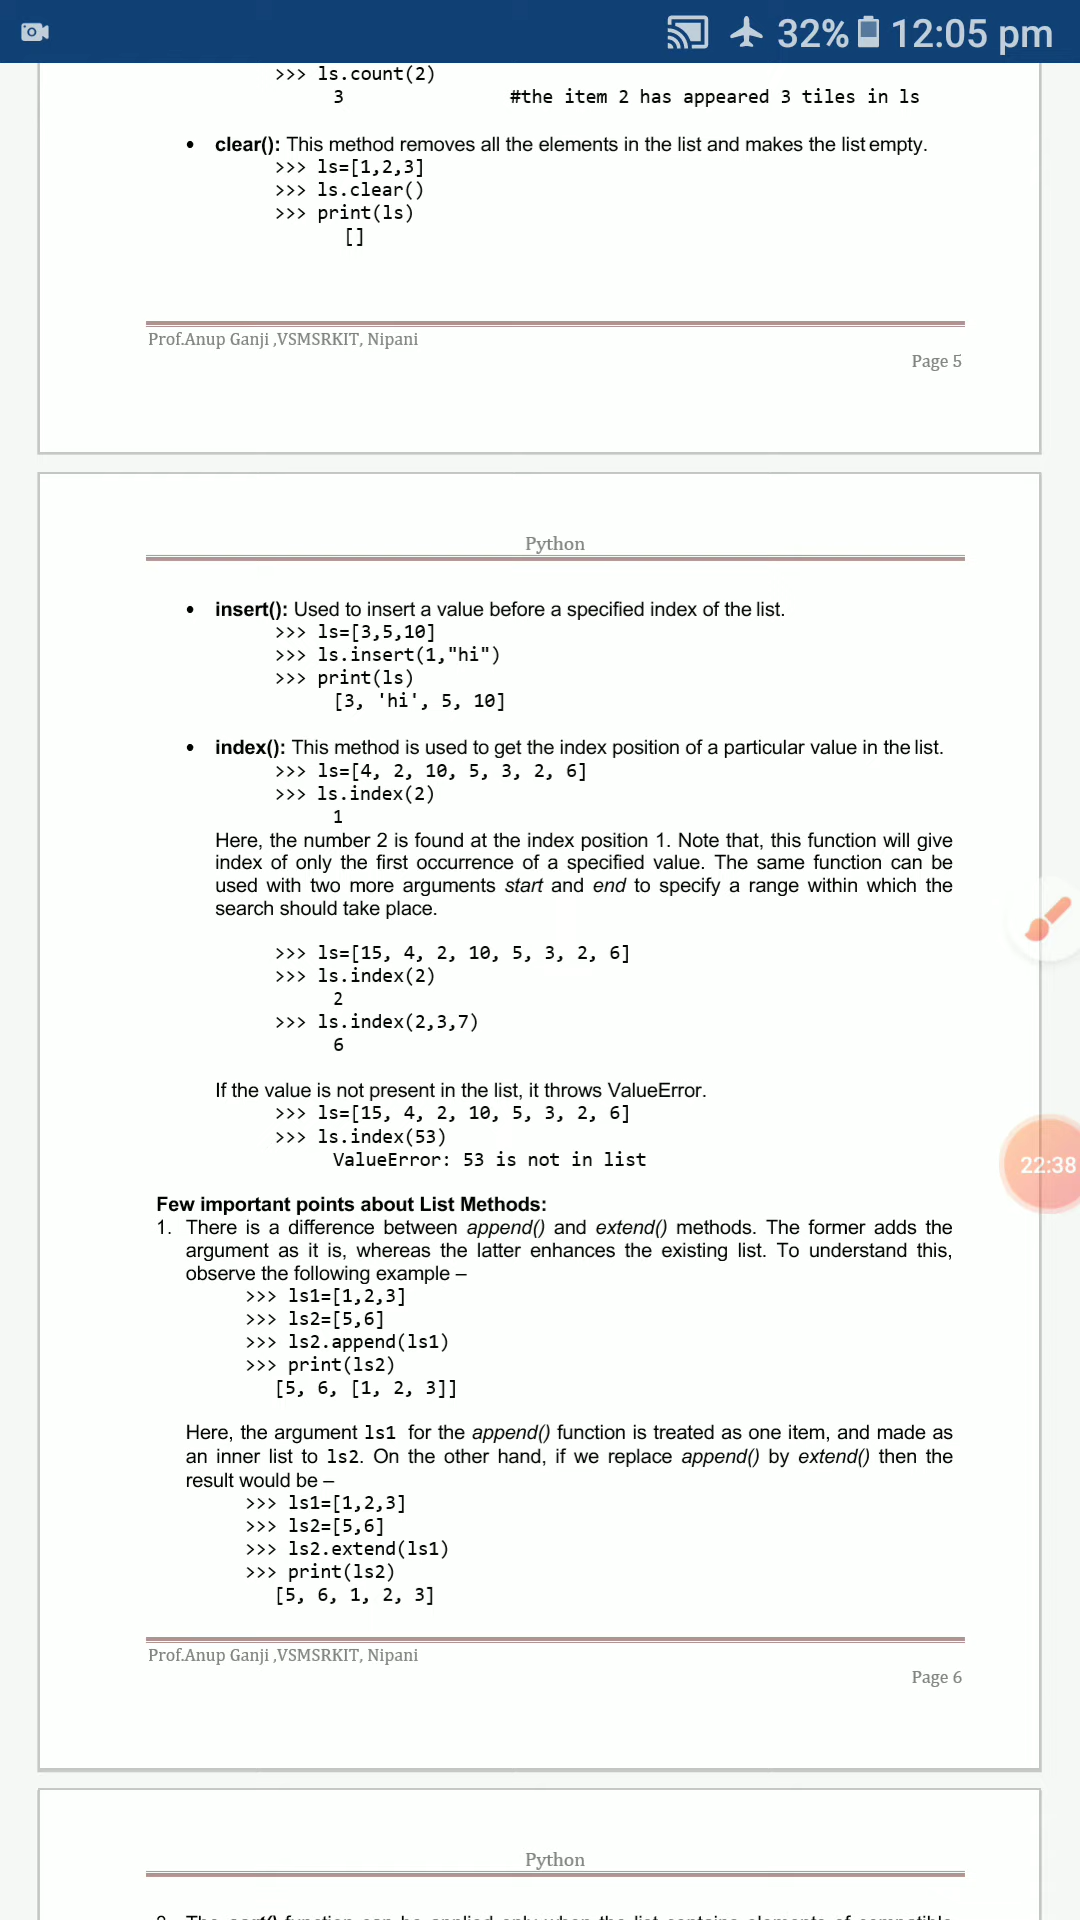 32% 12:05 pm
>>> ls.count(2)
3 #the item 2 has appeared 3 tiles in ls
• clear(): This method removes all the elements in the list and makes the list empty.
>>> ls=[1,2,3]
>>> ls.clear()
>>> print(ls)
[]
Prof.Anup Ganji ,VSMSRKIT, Nipani
Page 5
Python
• insert(): Used to insert a value before a specified index of the list.
>>> ls=[3,5,10]
>>> ls.insert(1,"hi")
>>> print(ls)
[3, 'hi', 5, 10]
• index(): This method is used to get the index position of a particular value in the list.
>>> ls=[4, 2, 10, 5, 3, 2, 6]
>>> ls.index(2)
1
Here, the number 2 is found at the index position 1. Note that, this function will give
index of only the first occurrence of a specified value. The same function can be
used with two more arguments start and end to specify a range within which the
search should take place.
>>> ls=[15, 4, 2, 10, 5, 3, 2, 6]
>>> ls.index(2)
2
>>> ls.index(2,3,7)
6
If the value is not present in the list, it throws ValueError.
>>> ls=[15, 4, 2, 10, 5, 3, 2, 6]
>>> ls.index(53)
ValueError: 53 is not in list
22:38
Few important points about List Methods:
1. There is a difference between append() and extend() methods. The former adds the
argument as it is, whereas the latter enhances the existing list. To understand this,
observe the following example –
>>> ls1=[1,2,3]
>>> ls2=[5,6]
>>> ls2.append(ls1)
>>> print(ls2)
[5, 6, [1, 2, 3]]
Here, the argument ls1 for the append() function is treated as one item, and made as
an inner list to ls2. On the other hand, if we replace append() by extend() then the
result would be –
>>> ls1=[1,2,3]
>>> ls2=[5,6]
>>> ls2.extend(ls1)
>>> print(ls2)
[5, 6, 1, 2, 3]
Prof.Anup Ganji ,VSMSRKIT, Nipani
Page 6
Python